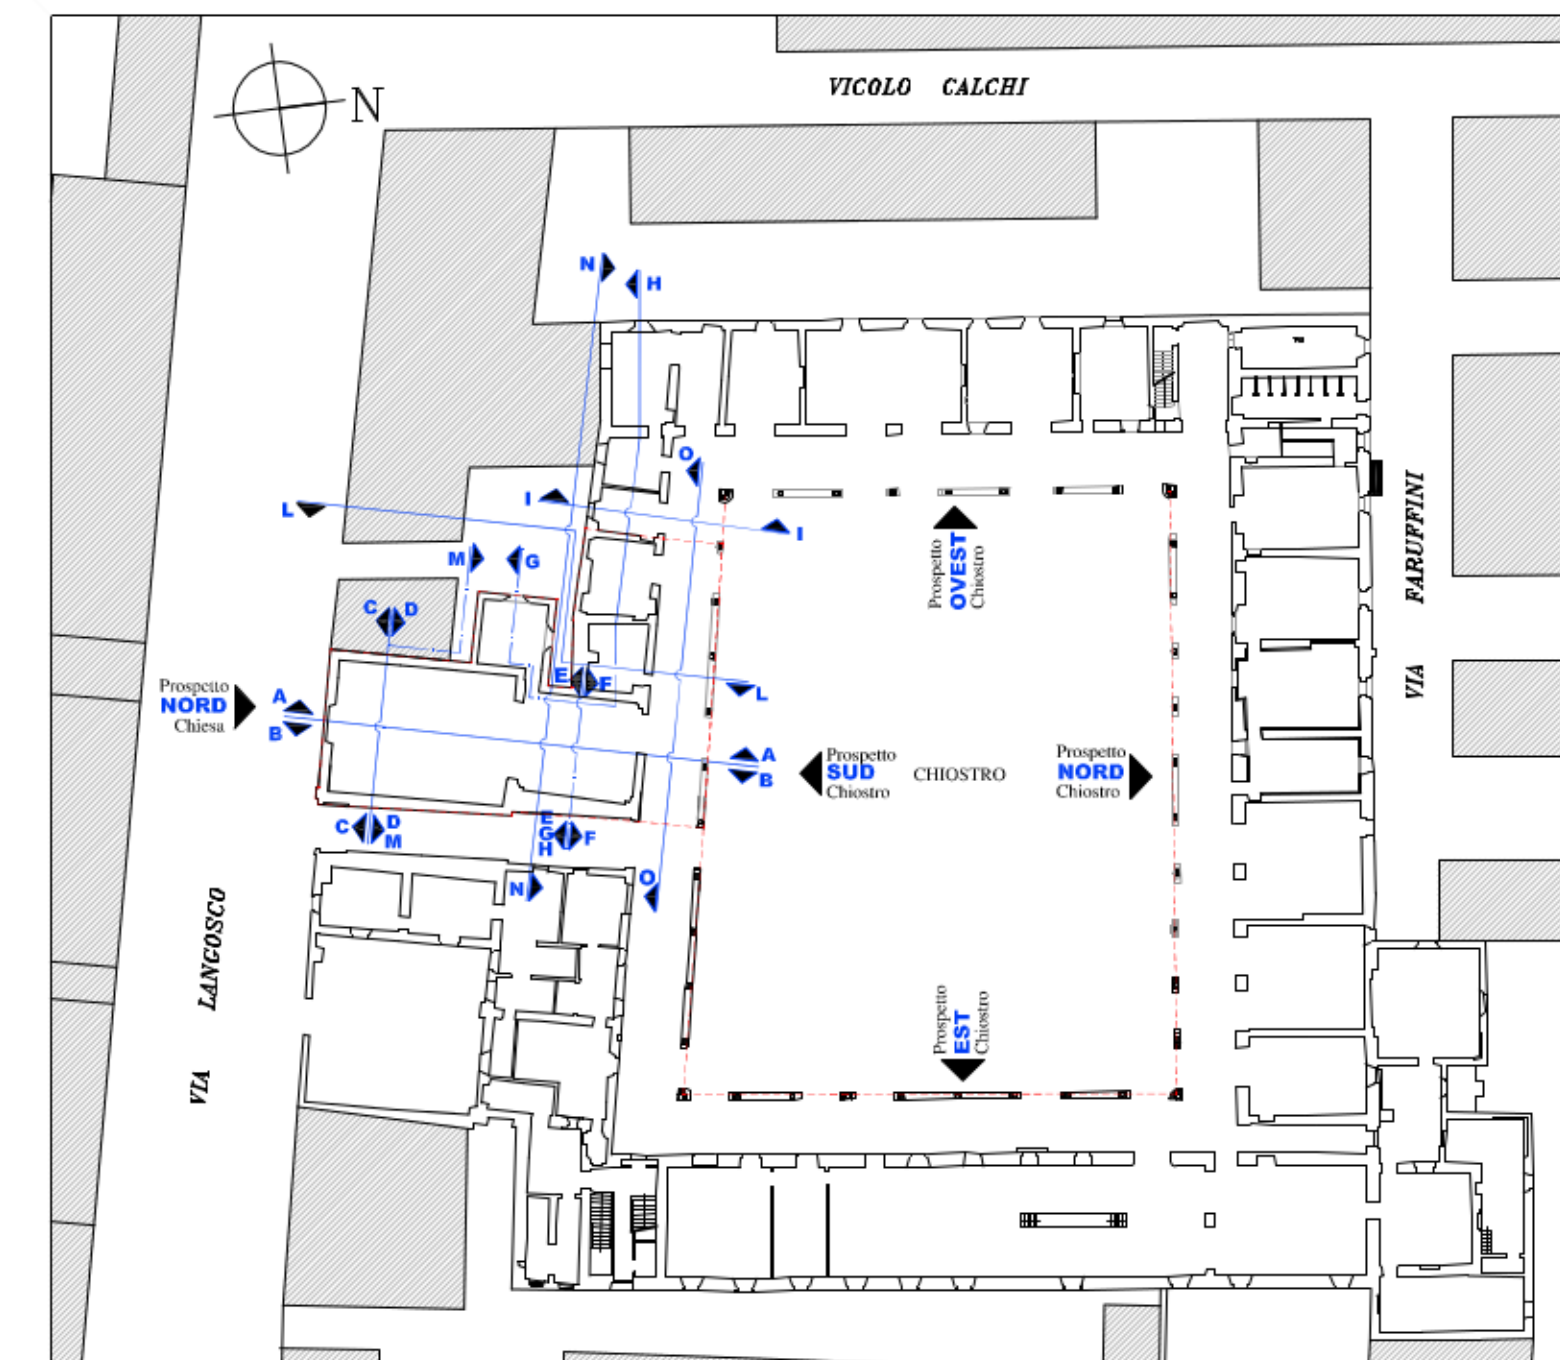 VICOLO CALCHI
N
N
H
O
L
I
I
M
G
C
D
E
F
L
Prospetto
NORD
Chiesa
A
B
A
B
C
D
M
E
G
H
F
N
O
Prospetto
OVEST
Chiostro
Prospetto
SUD
Chiostro
CHIOSTRO
Prospetto
NORD
Chiostro
Prospetto
EST
Chiostro
VIA FARUFFINI
VIA LANGOSCO